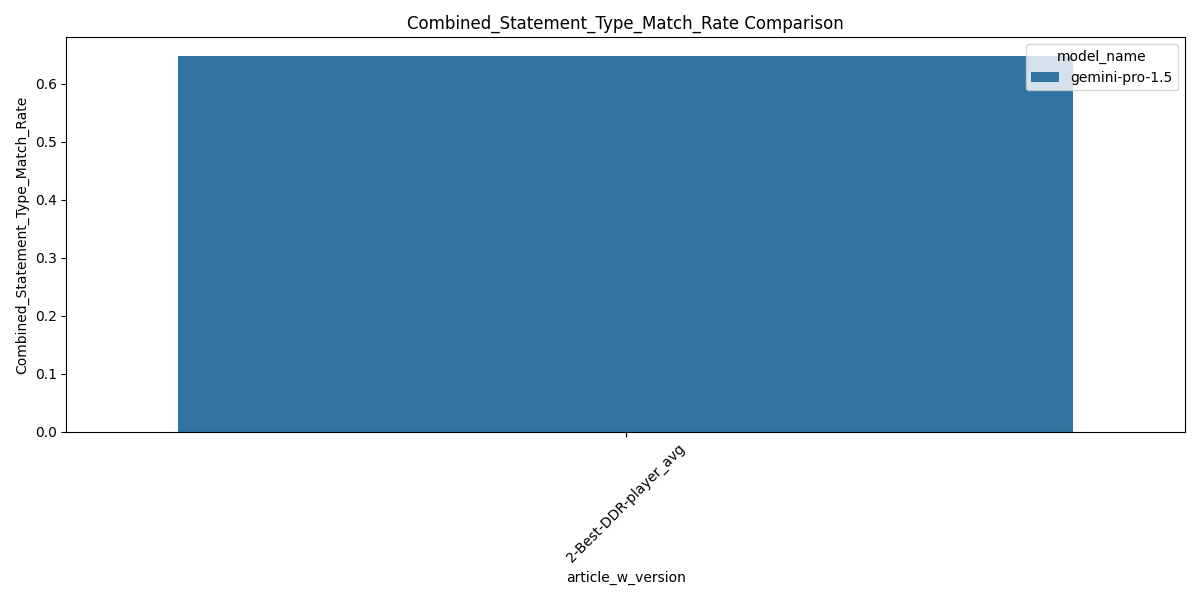 Combined_Statement_Type_Match_Rate Comparison
model_name
gemini-pro-1.5
Combined_Statement_Type_Match_Rate
0.6
0.5
0.4
0.3
0.2
0.1
0.0
2-Best-DDR-player_avg
article_w_version